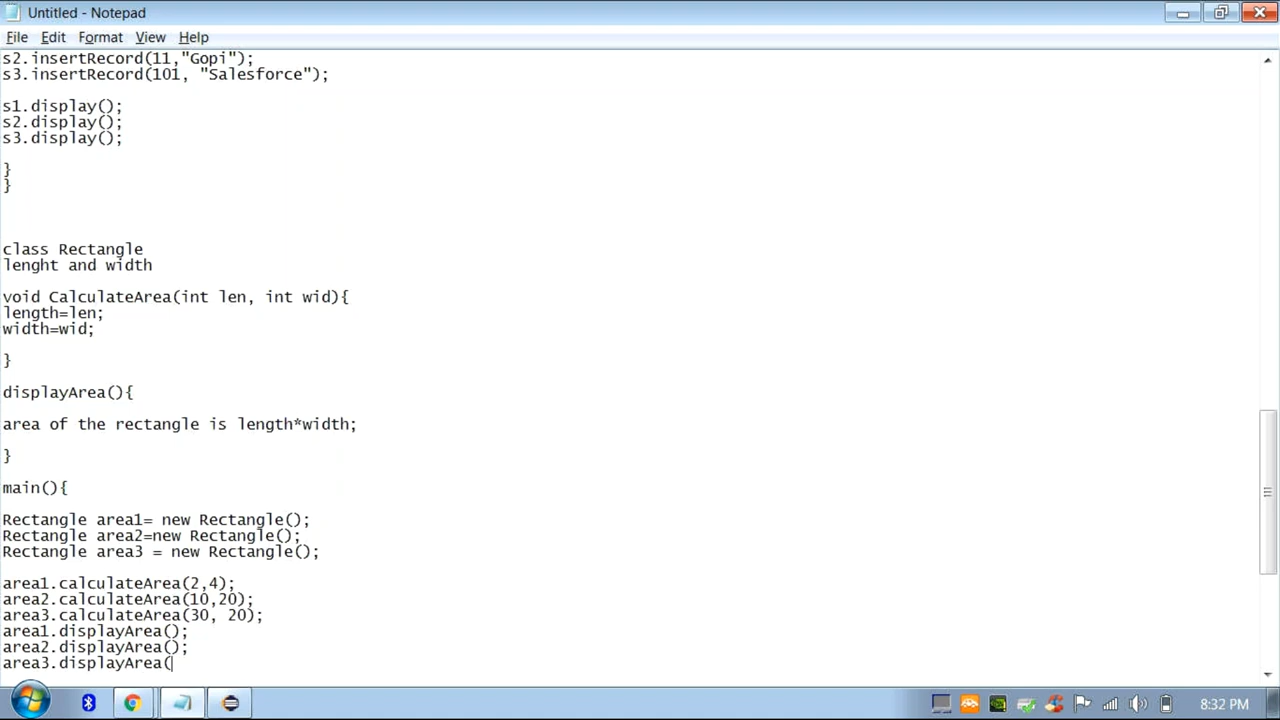 Untitled - Notepad
File Edit Format View Help
s2.insertRecord(11,"Gopi");
s3.insertRecord(101, "Salesforce");
s1.display();
s2.display();
s3.display();
}
}
class Rectangle
lenght and width
void CalculateArea(int len, int wid){
length=len;
width=wid;
}
displayArea(){
area of the rectangle is length*width;
}
main(){
Rectangle area1= new Rectangle();
Rectangle area2=new Rectangle();
Rectangle area3 = new Rectangle();
area1.calculateArea(2,4);
area2.calculateArea(10,20);
area3.calculateArea(30, 20);
area1.displayArea();
area2.displayArea();
area3.displayArea(
8:32 PM